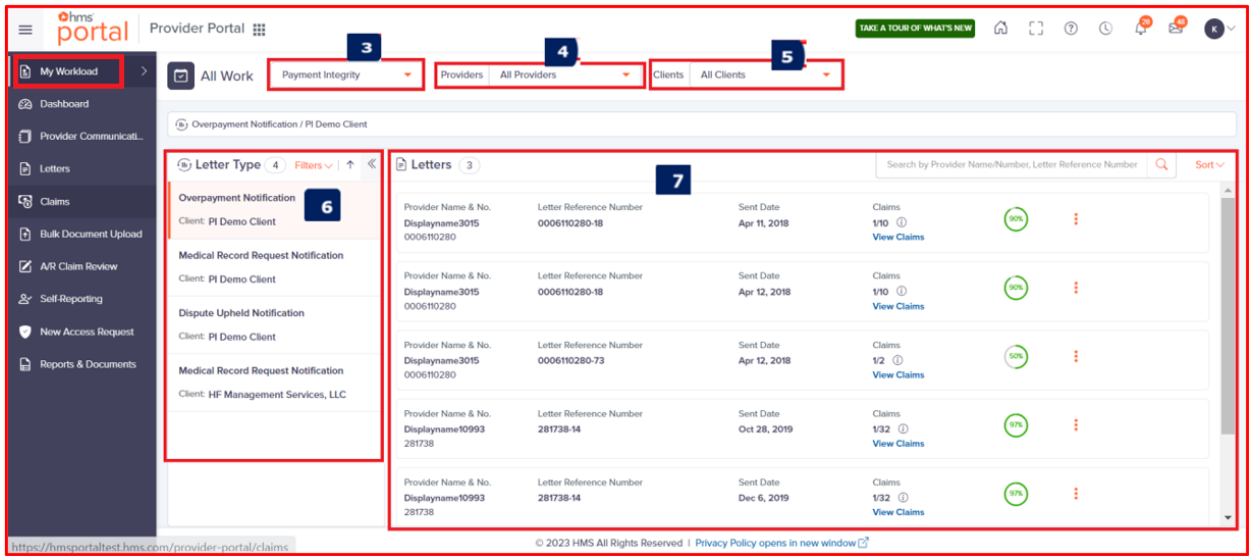 hms
portal
Provider Portal
TAKE A TOUR OF WHAT'S NEW
K
My Workload
Dashboard
Provider Communicati...
Letters
Claims
Bulk Document Upload
A/R Claim Review
Self-Reporting
New Access Request
Reports & Documents
3
4
5
All Work
Payment Integrity
Providers All Providers
Clients All Clients
Overpayment Notification / PI Demo Client
Letter Type 4 Filters
6
Overpayment Notification
Client: PI Demo Client
Medical Record Request Notification
Client: PI Demo Client
Dispute Upheld Notification
Client: PI Demo Client
Medical Record Request Notification
Client: HF Management Services, LLC
Letters 3
7
Search by Provider Name/Number, Letter Reference Number
Sort
Provider Name & No. Letter Reference Number Sent Date Claims
Displayname3015 0006110280-18 Apr 11, 2018 1/10 90%
0006110280 View Claims
Provider Name & No. Letter Reference Number Sent Date Claims
Displayname3015 0006110280-18 Apr 12, 2018 1/10 90%
0006110280 View Claims
Provider Name & No. Letter Reference Number Sent Date Claims
Displayname3015 0006110280-73 Apr 12, 2018 1/2 50%
0006110280 View Claims
Provider Name & No. Letter Reference Number Sent Date Claims
Displayname10993 281738-14 Oct 28, 2019 1/32 97%
281738 View Claims
Provider Name & No. Letter Reference Number Sent Date Claims
Displayname10993 281738-14 Dec 6, 2019 1/32 97%
281738 View Claims
https://hmsportaltest.hms.com/provider-portal/claims
© 2023 HMS All Rights Reserved | Privacy Policy opens in new window